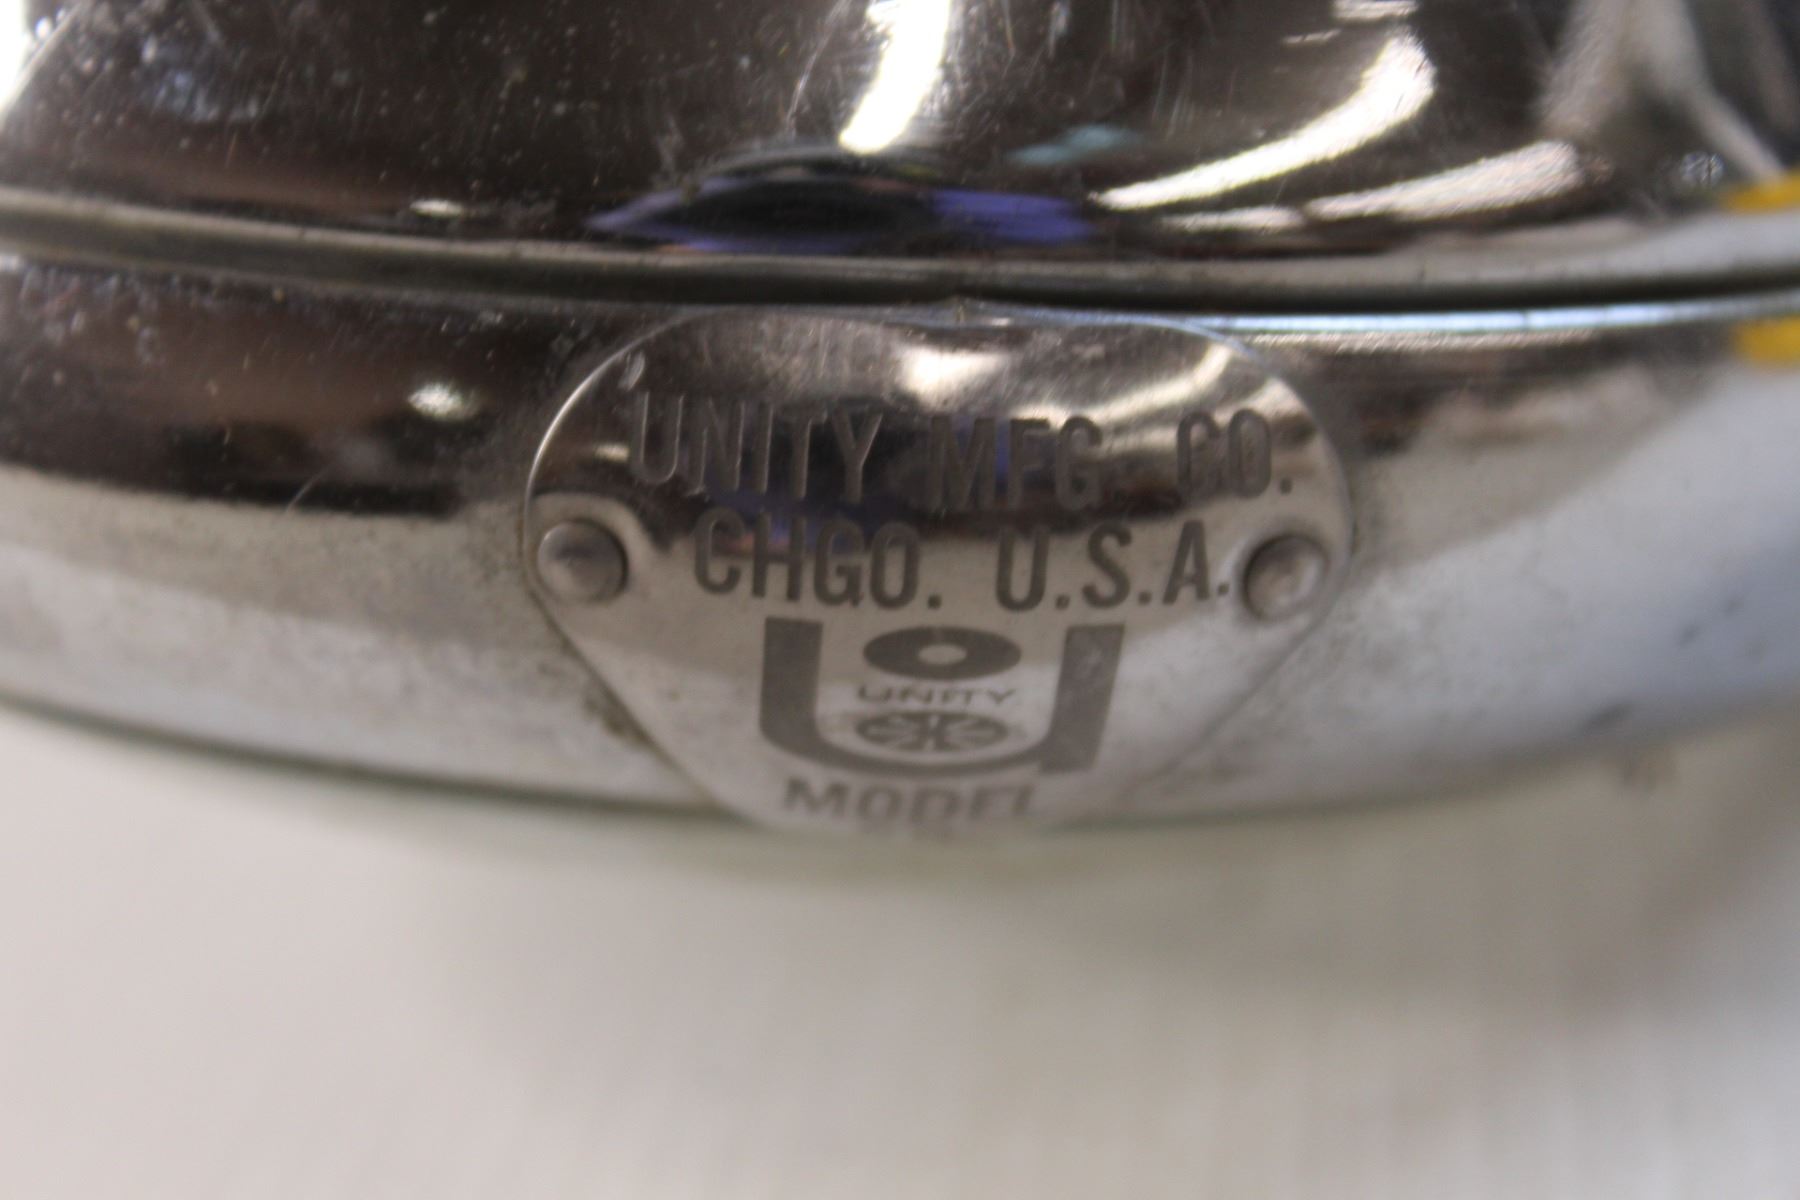 UNITY MFG. CO.
CHGO. U.S.A.
UNITY
MODEL